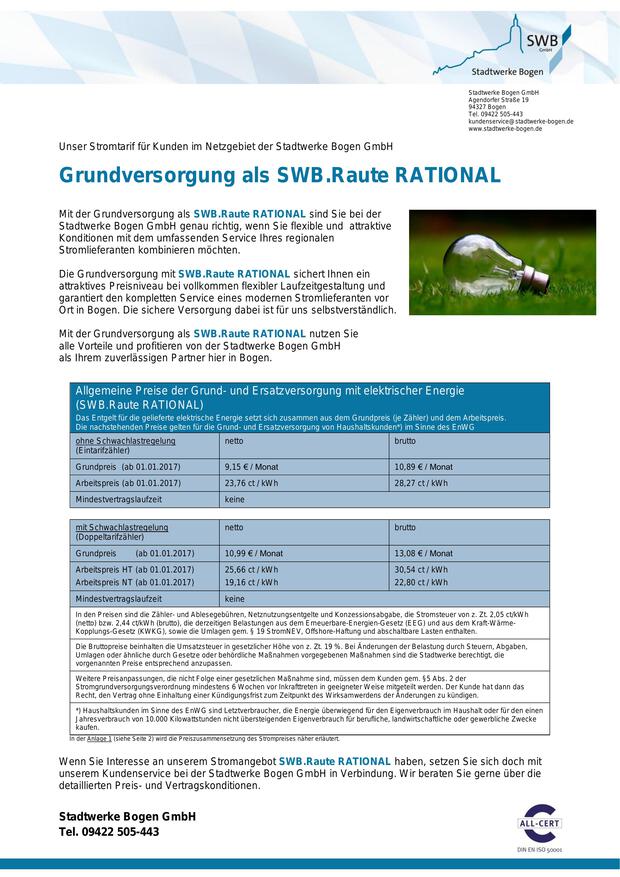 SWB
GmbH
Stadtwerke Bogen
Stadtwerke Bogen GmbH
Agendorfer Straße 19
94327 Bogen
Tel. 09422 505-443
kundenservice@stadtwerke-bogen.de
www.stadtwerke-bogen.de
Unser Stromtarif für Kunden im Netzgebiet der Stadtwerke Bogen GmbH
Grundversorgung als SWB.Raute RATIONAL
Mit der Grundversorgung als SWB.Raute RATIONAL sind Sie bei der
Stadtwerke Bogen GmbH genau richtig, wenn Sie flexible und attraktive
Konditionen mit dem umfassenden Service Ihres regionalen
Stromlieferanten kombinieren möchten.
Die Grundversorgung mit SWB.Raute RATIONAL sichert Ihnen ein
attraktives Preisniveau bei vollkommen flexibler Laufzeitgestaltung und
garantiert den kompletten Service eines modernen Stromlieferanten vor
Ort in Bogen. Die sichere Versorgung dabei ist für uns selbstverständlich.
Mit der Grundversorgung als SWB.Raute RATIONAL nutzen Sie
alle Vorteile und profitieren von der Stadtwerke Bogen GmbH
als Ihrem zuverlässigen Partner hier in Bogen.
Allgemeine Preise der Grund- und Ersatzversorgung mit elektrischer Energie
(SWB.Raute RATIONAL)
Das Entgelt für die gelieferte elektrische Energie setzt sich zusammen aus dem Grundpreis (je Zähler) und dem Arbeitspreis.
Die nachstehenden Preise gelten für die Grund- und Ersatzversorgung von Haushaltskunden*) im Sinne des EnWG
ohne Schwachlastregelung netto brutto
(Eintarifzähler)
Grundpreis (ab 01.01.2017) 9,15 € / Monat 10,89 € / Monat
Arbeitspreis (ab 01.01.2017) 23,76 ct / kWh 28,27 ct / kWh
Mindestvertragslaufzeit keine
mit Schwachlastregelung netto brutto
(Doppeltarifzähler)
Grundpreis (ab 01.01.2017) 10,99 € / Monat 13,08 € / Monat
Arbeitspreis HT (ab 01.01.2017) 25,66 ct / kWh 30,54 ct / kWh
Arbeitspreis NT (ab 01.01.2017) 19,16 ct / kWh 22,80 ct / kWh
Mindestvertragslaufzeit keine
In den Preisen sind die Zähler- und Ablesegebühren, Netznutzungsentgelte und Konzessionsabgabe, die Stromsteuer von z. Zt. 2,05 ct/kWh
(netto) bzw. 2,44 ct/kWh (brutto), die derzeitigen Belastungen aus dem Erneuerbare-Energien-Gesetz (EEG) und aus dem Kraft-Wärme-
Kopplungs-Gesetz (KWKG), sowie die Umlagen gem. § 19 StromNEV, Offshore-Haftung und abschaltbare Lasten enthalten.
Die Bruttopreise beinhalten die Umsatzsteuer in gesetzlicher Höhe von z. Zt. 19 %. Bei Änderungen der Belastung durch Steuern, Abgaben,
Umlagen oder ähnliche durch Gesetze oder behördliche Maßnahmen vorgegebenen Maßnahmen sind die Stadtwerke berechtigt, die
vorgenannten Preise entsprechend anzupassen.
Weitere Preisanpassungen, die nicht Folge einer gesetzlichen Maßnahme sind, müssen dem Kunden gem. §5 Abs. 2 der
Stromgrundversorgungsverordnung mindestens 6 Wochen vor Inkrafttreten in geeigneter Weise mitgeteilt werden. Der Kunde hat dann das
Recht, den Vertrag ohne Einhaltung einer Kündigungsfrist zum Zeitpunkt des Wirksamwerdens der Änderungen zu kündigen.
*) Haushaltskunden im Sinne des EnWG sind Letztverbraucher, die Energie überwiegend für den Eigenverbrauch im Haushalt oder für den einen
Jahresverbrauch von 10.000 Kilowattstunden nicht übersteigenden Eigenverbrauch für berufliche, landwirtschaftliche oder gewerbliche Zwecke
kaufen.
In der Anlage 1 (siehe Seite 2) wird die Preiszusammensetzung des Strompreises näher erläutert.
Wenn Sie Interesse an unserem Stromangebot SWB.Raute RATIONAL haben, setzen Sie sich doch mit
unserem Kundenservice bei der Stadtwerke Bogen GmbH in Verbindung. Wir beraten Sie gerne über die
detaillierten Preis- und Vertragskonditionen.
Stadtwerke Bogen GmbH
Tel. 09422 505-443
ALL-CERT
DIN EN ISO 50001